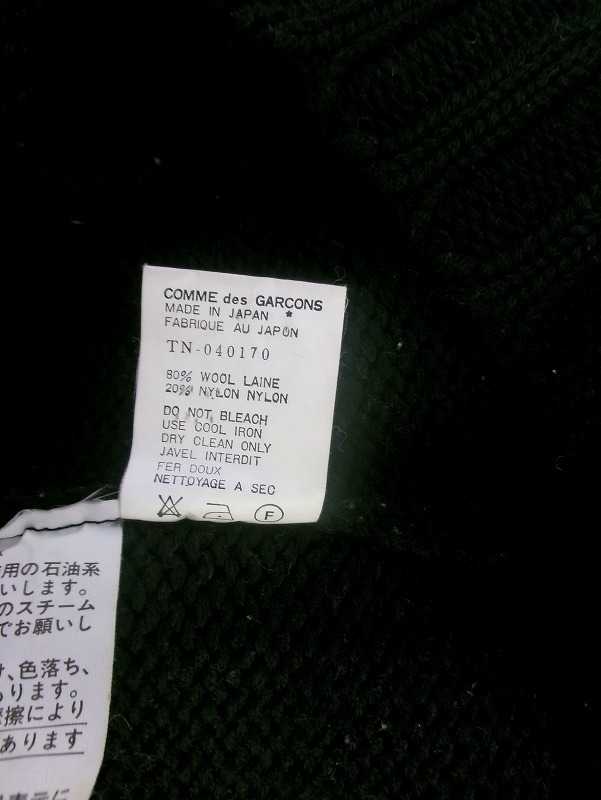 COMME des GARCONS
MADE IN JAPAN *
FABRIQUE AU JAPON
TN-040170
80% WOOL LAINE
20% NYLON NYLON
DO NOT BLEACH
USE COOL IRON
DRY CLEAN ONLY
JAVEL INTERDIT
FER DOUX
NETTOYAGE A SEC
F
用の石油系
いします。
のスチーム
でお願いし
色落ち、
ります。
擦により
あります
表示に